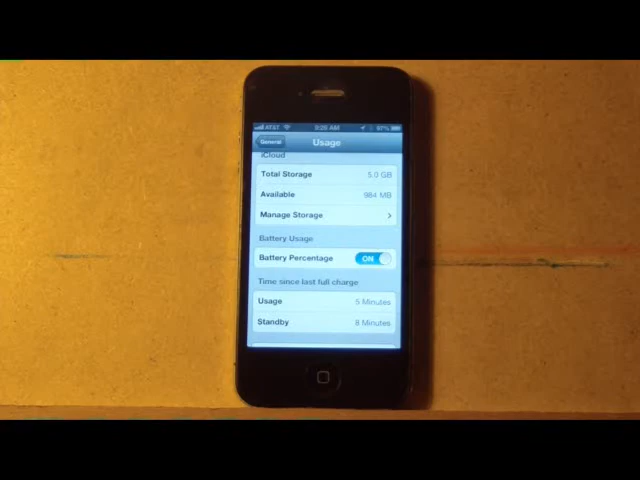 AT&T 3:25 AM 97%
General Usage
iCloud
Total Storage 5.0 GB
Available 984 MB
Manage Storage
Battery Usage
Battery Percentage ON
Time since last full charge
Usage 5 Minutes
Standby 8 Minutes